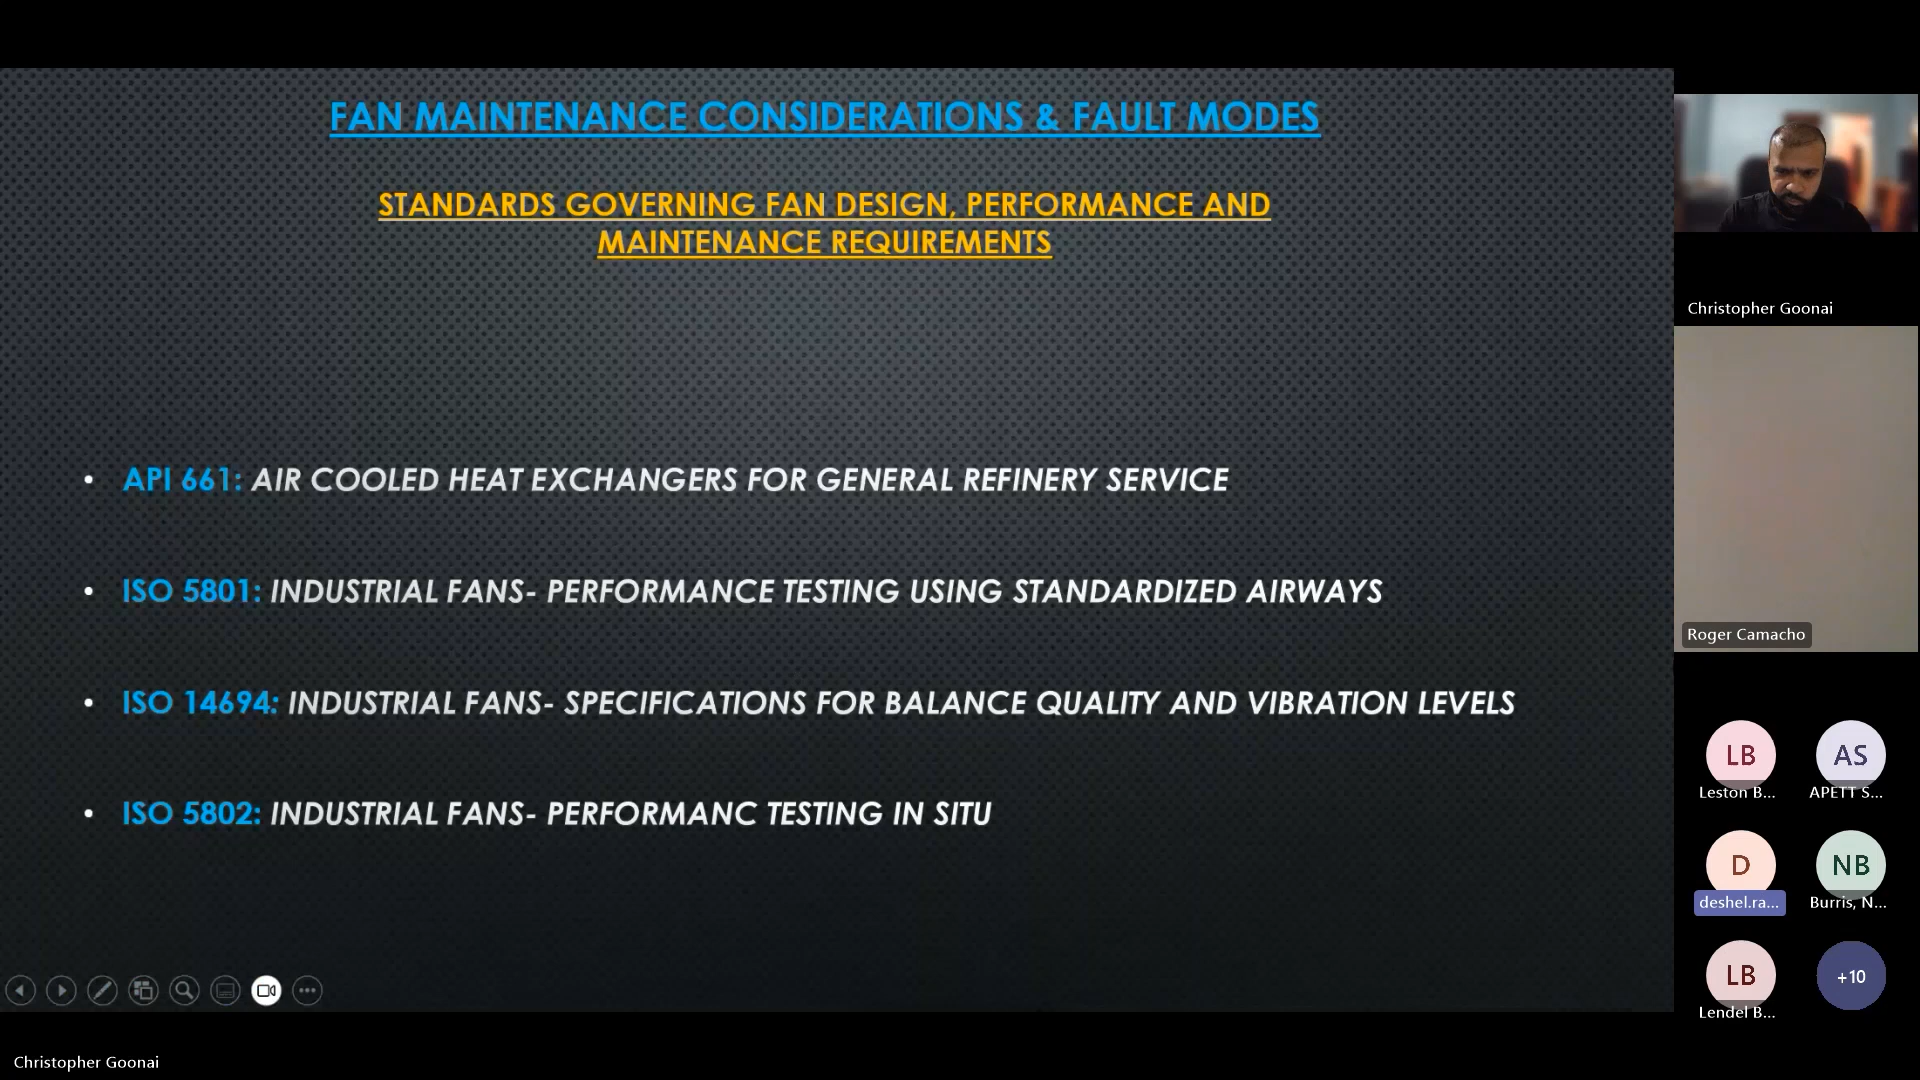 FAN MAINTENANCE CONSIDERATIONS & FAULT MODES
STANDARDS GOVERNING FAN DESIGN, PERFORMANCE AND
MAINTENANCE REQUIREMENTS
• API 661: AIR COOLED HEAT EXCHANGERS FOR GENERAL REFINERY SERVICE
• ISO 5801: INDUSTRIAL FANS- PERFORMANCE TESTING USING STANDARDIZED AIRWAYS
• ISO 14694: INDUSTRIAL FANS- SPECIFICATIONS FOR BALANCE QUALITY AND VIBRATION LEVELS
• ISO 5802: INDUSTRIAL FANS- PERFORMANC TESTING IN SITU
Christopher Goonai
Roger Camacho
LB
Leston B...
AS
APETT S...
D
deshel.ra...
NB
Burris, N...
LB
Lendel B...
+10
Christopher Goonai